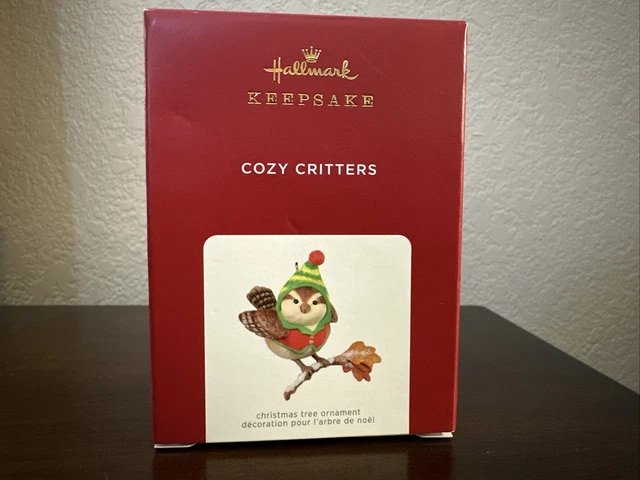 Hallmark
KEEPSAKE
COZY CRITTERS
christmas tree ornament
décoration pour l'arbre de noël